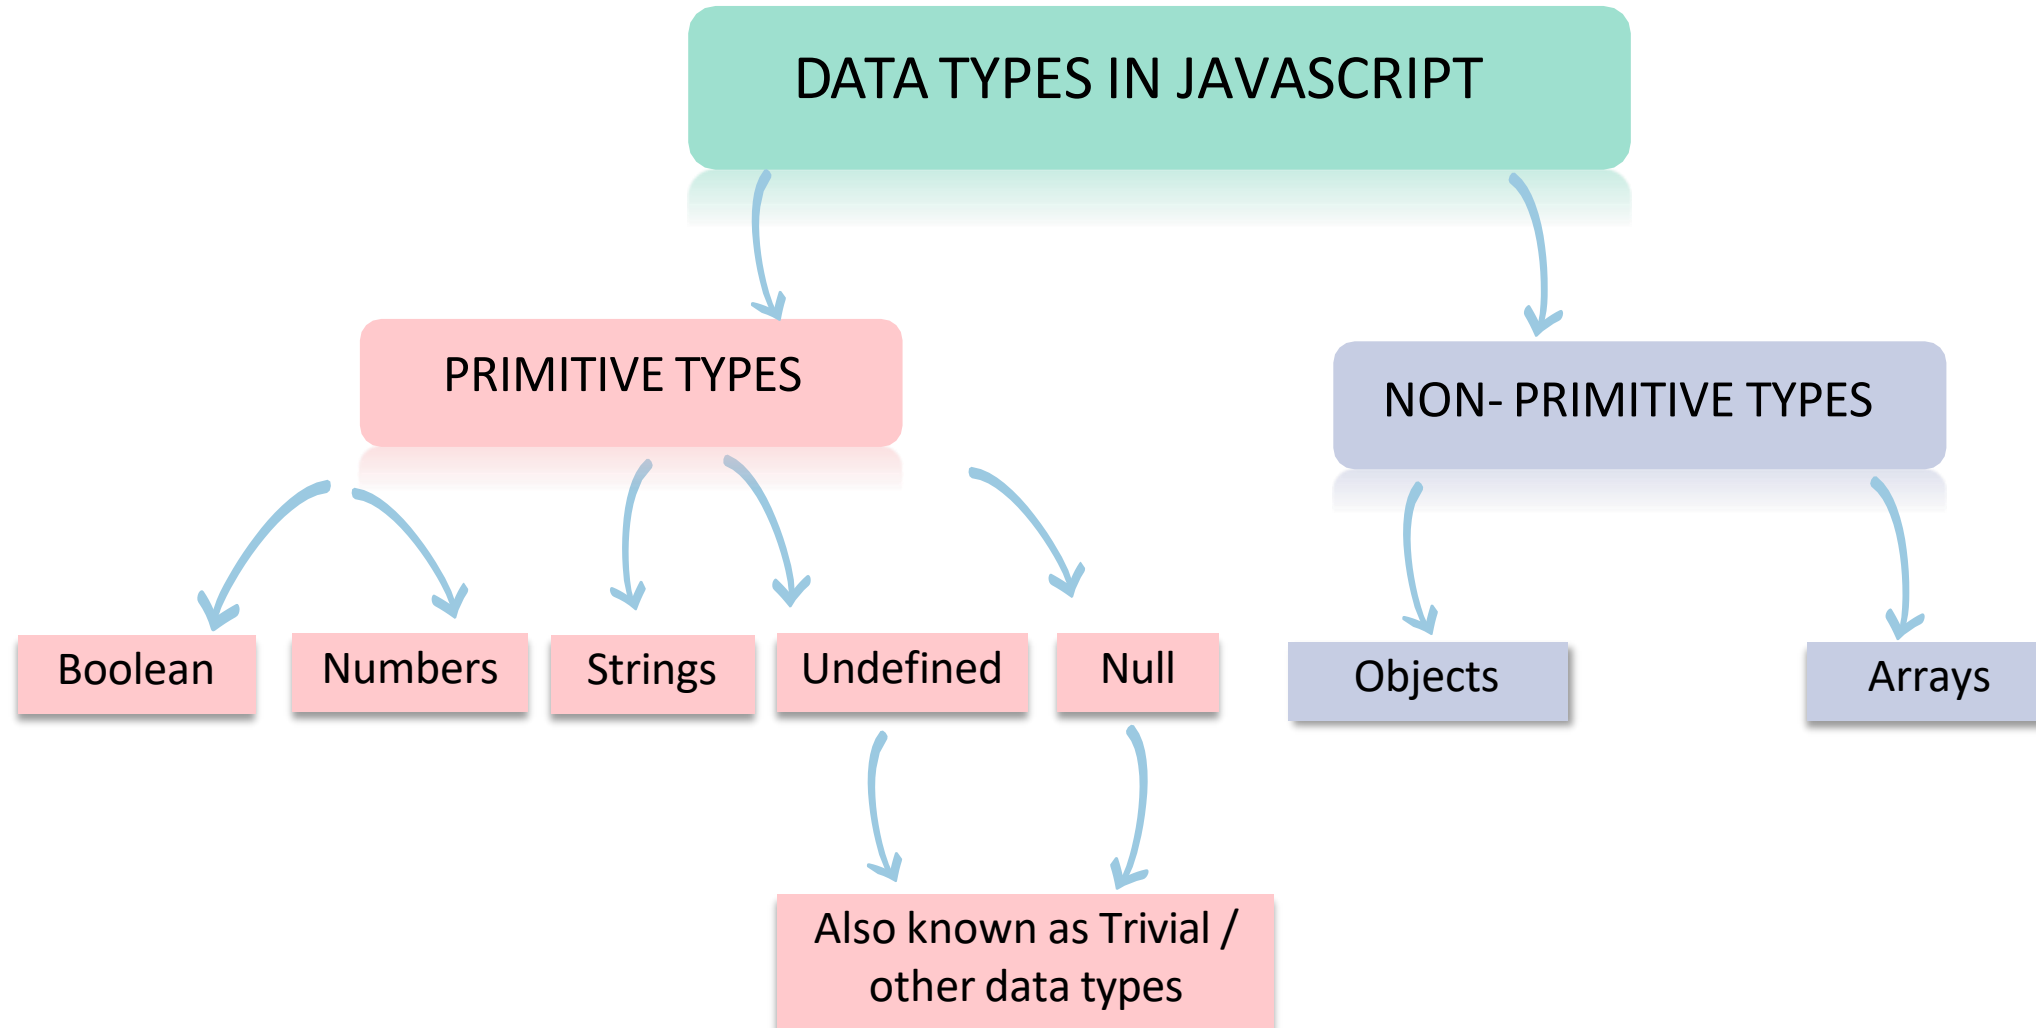 DATA TYPES IN JAVASCRIPT
PRIMITIVE TYPES
NON- PRIMITIVE TYPES
Boolean
Numbers
Strings
Undefined
Null
Objects
Arrays
Also known as Trivial /
other data types